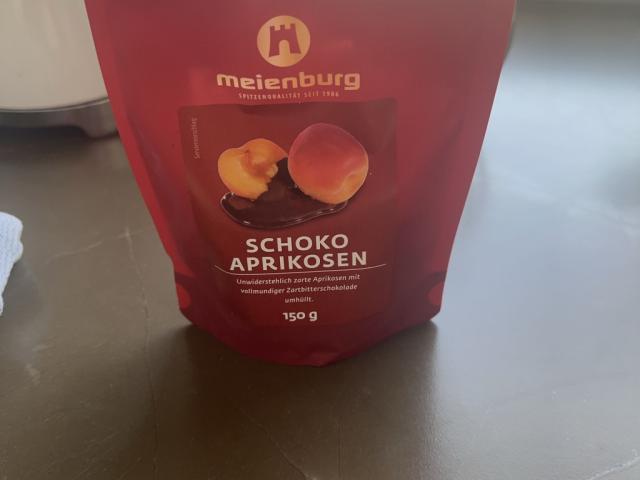 meienburg
SPITZENQUALITÄT SEIT 1986
Serviervorschlag
SCHOKO
APRIKOSEN
Unwiderstehlich zarte Aprikosen mit
vollmundiger Zartbitterschokolade
umhüllt.
150 g